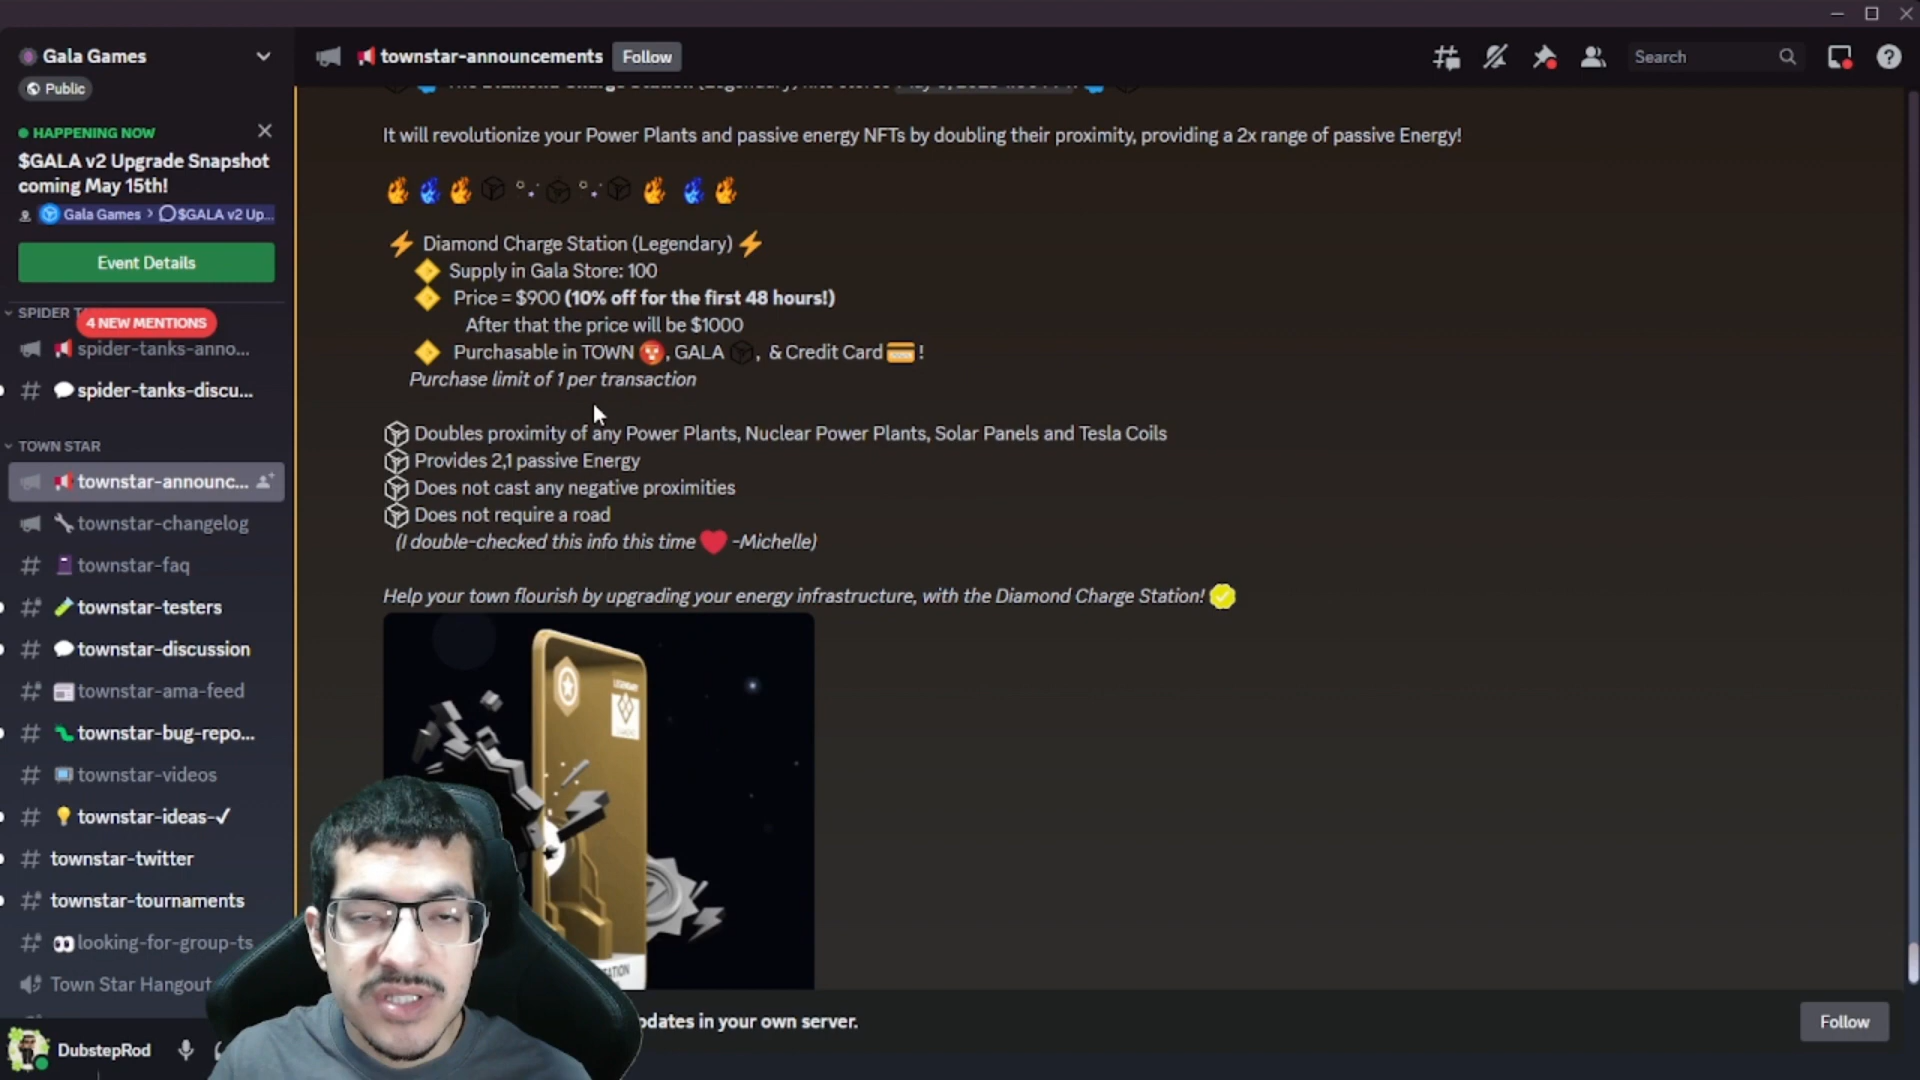 Gala Games
Public
HAPPENING NOW
$GALA v2 Upgrade Snapshot
coming May 15th!
Gala Games > $GALA v2 Up...
Event Details
SPIDER T
4 NEW MENTIONS
spider-tanks-anno...
spider-tanks-discu...
TOWN STAR
townstar-announc...
townstar-changelog
townstar-faq
townstar-testers
townstar-discussion
townstar-ama-feed
townstar-bug-repo...
townstar-videos
townstar-ideas-✓
townstar-twitter
townstar-tournaments
looking-for-group-ts
Town Star Hangout
DubstepRod
townstar-announcements
Follow
Search
It will revolutionize your Power Plants and passive energy NFTs by doubling their proximity, providing a 2x range of passive Energy!
Diamond Charge Station (Legendary)
Supply in Gala Store: 100
Price = $900 (10% off for the first 48 hours!)
After that the price will be $1000
Purchasable in TOWN , GALA , & Credit Card !
Purchase limit of 1 per transaction
Doubles proximity of any Power Plants, Nuclear Power Plants, Solar Panels and Tesla Coils
Provides 2,1 passive Energy
Does not cast any negative proximities
Does not require a road
(I double-checked this info this time -Michelle)
Help your town flourish by upgrading your energy infrastructure, with the Diamond Charge Station!
LEGENDARY
pdates in your own server.
Follow